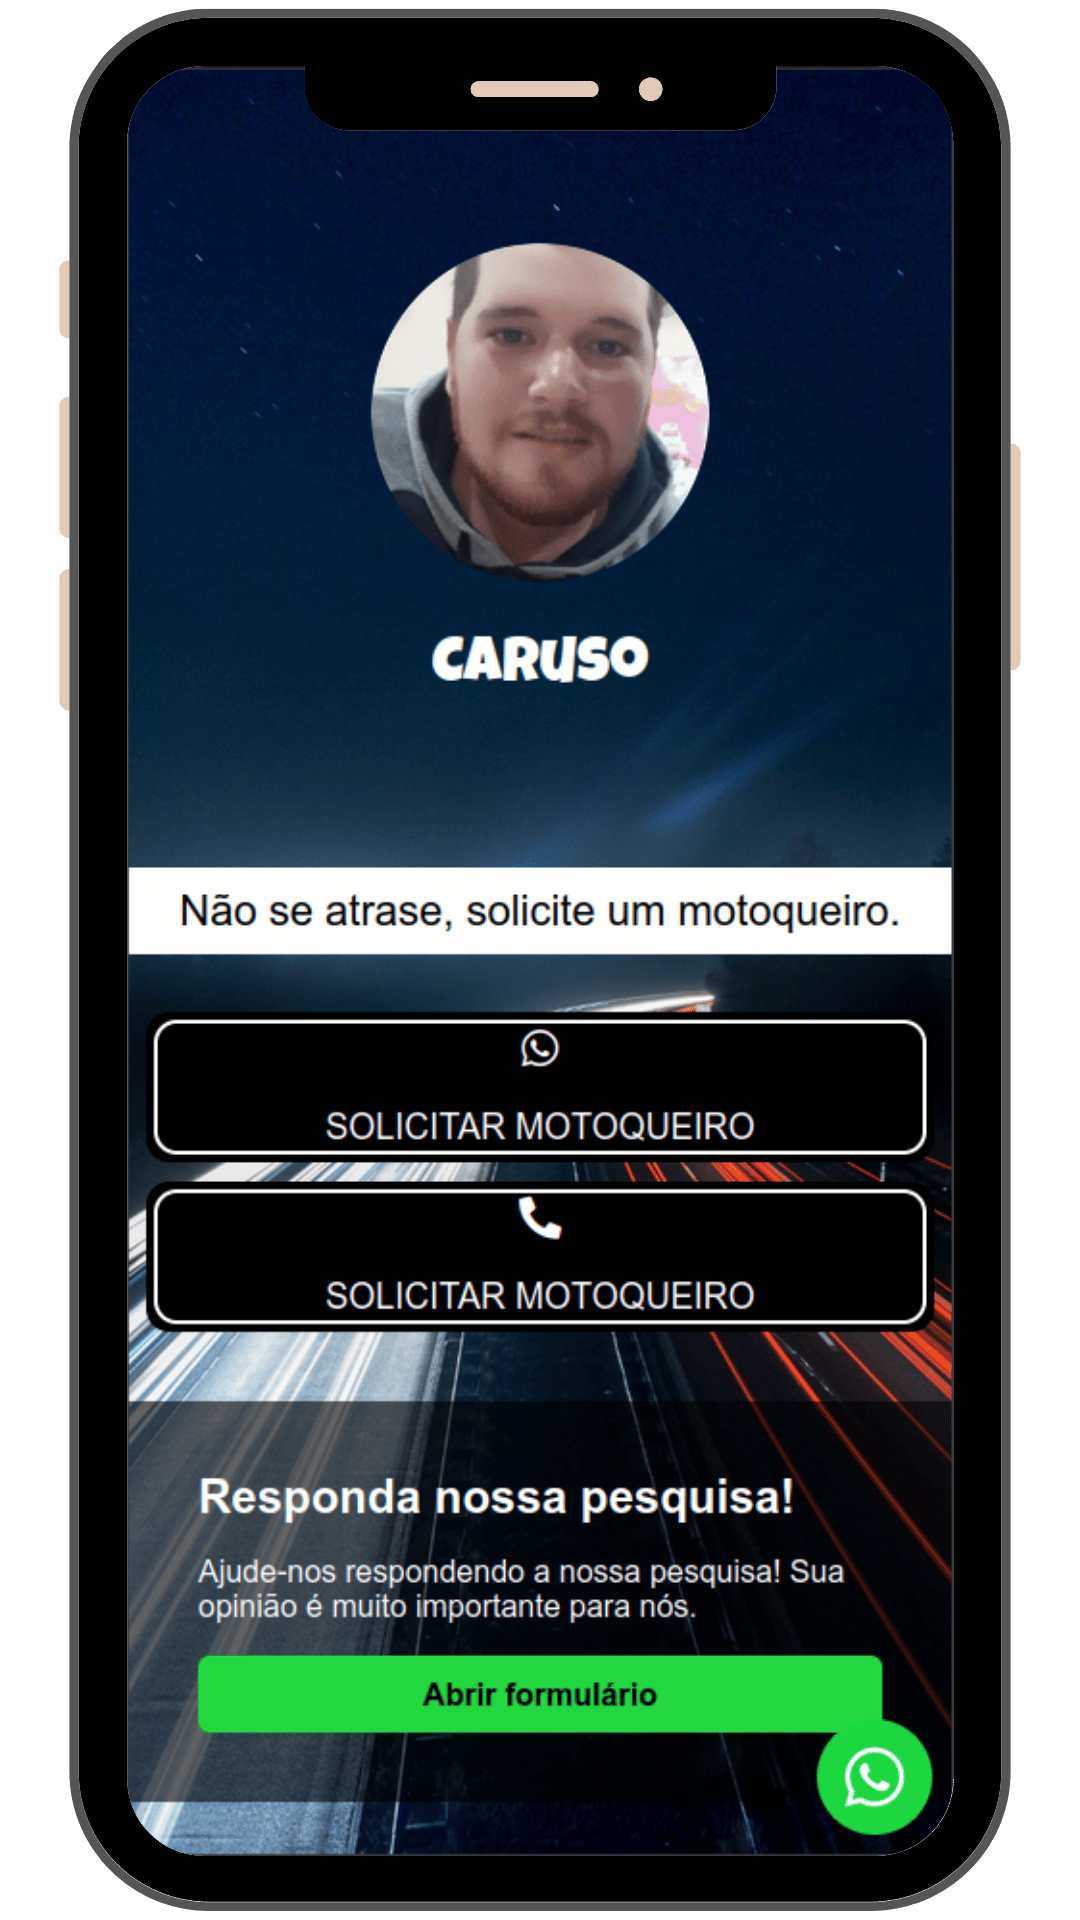 CARUSO
Não se atrase, solicite um motoqueiro.
SOLICITAR MOTOQUEIRO
SOLICITAR MOTOQUEIRO
Responda nossa pesquisa!
Ajude-nos respondendo a nossa pesquisa! Sua
opinião é muito importante para nós.
Abrir formulário